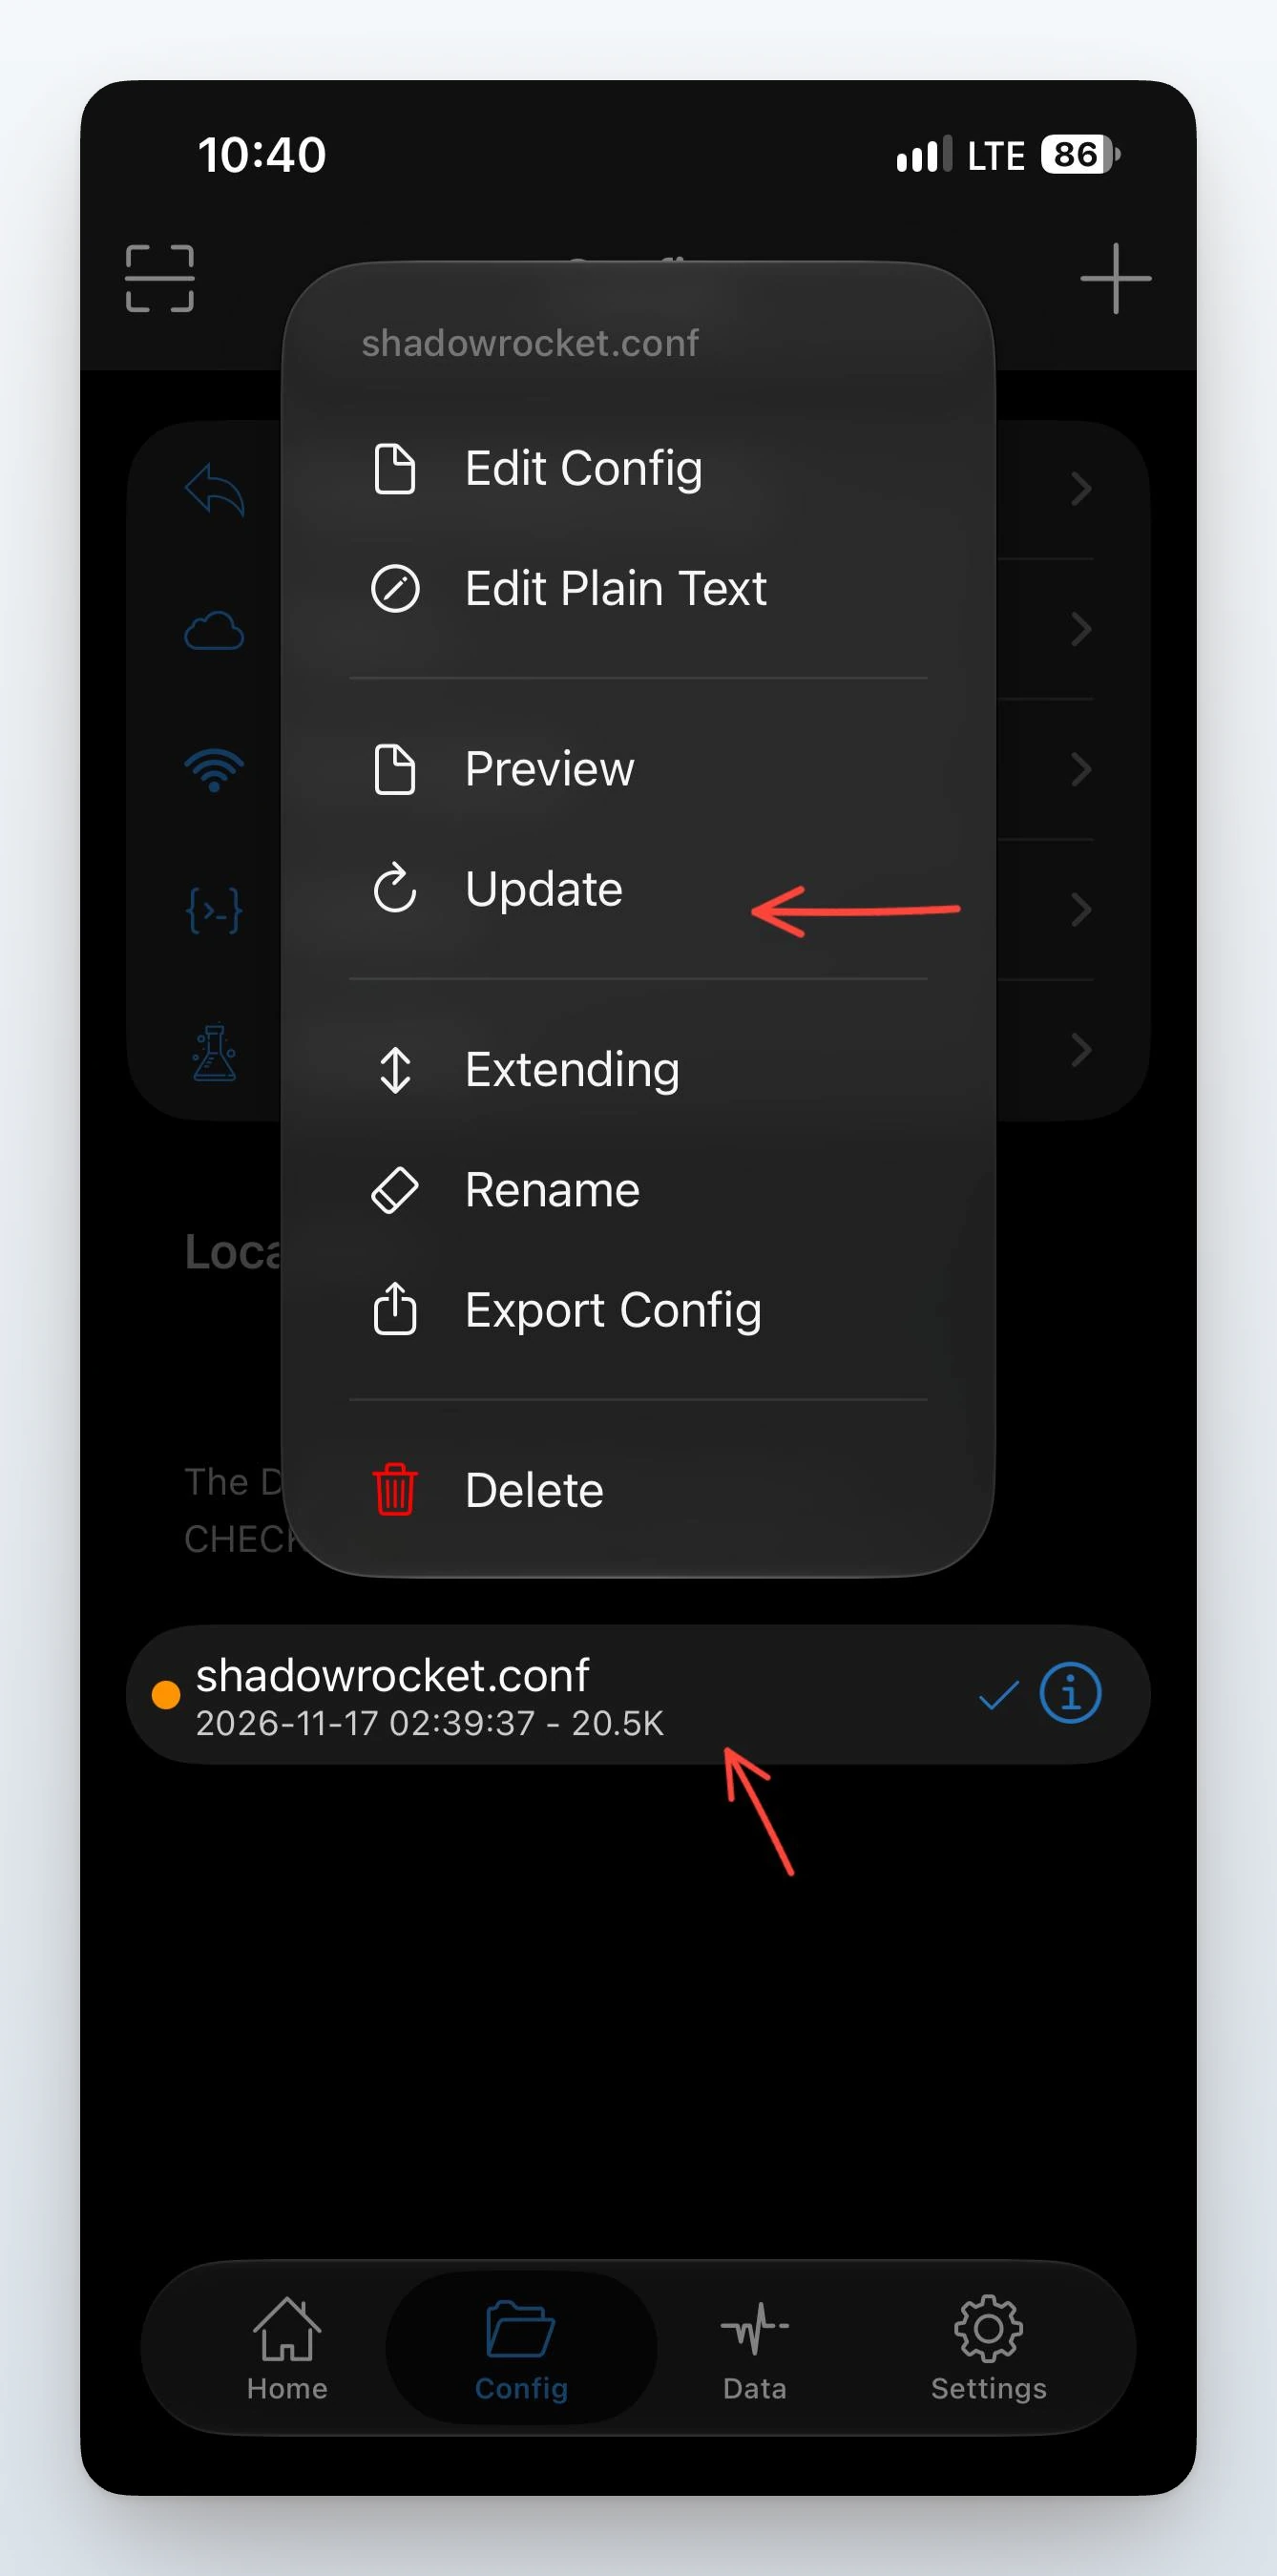 10:40
LTE 86
shadowrocket.conf
Edit Config
Edit Plain Text
Preview
Update
Extending
Rename
Export Config
The
Delete
shadowrocket.conf
2026-11-17 02:39:37 - 20.5K
Home
Config
Data
Settings